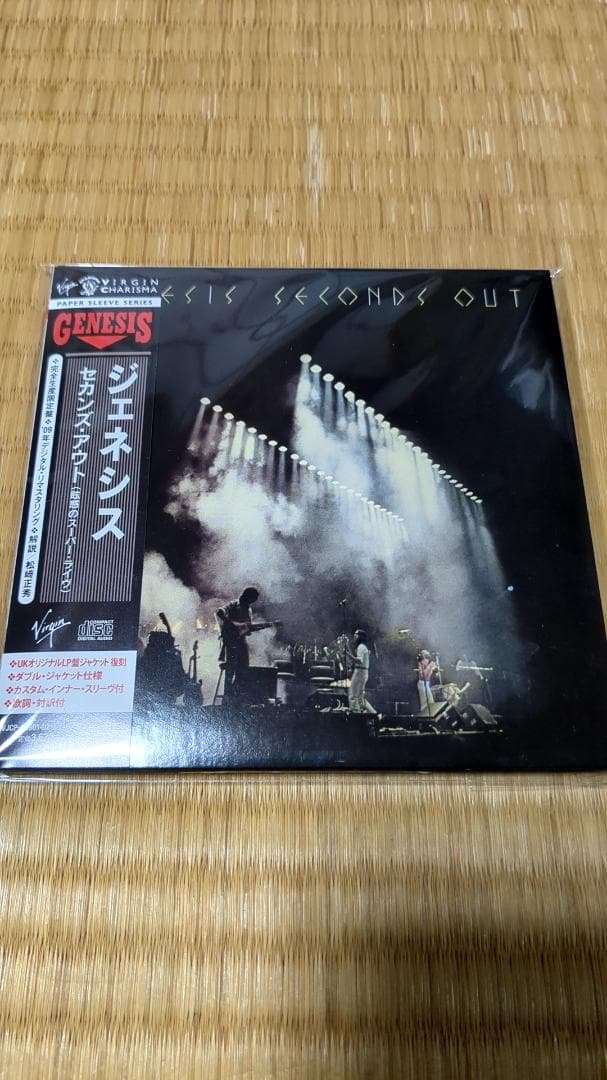 Virgin
VIRGIN
CHARISMA
PAPER SLEEVE SERIES
ESIS SECONDS OUT
GENESIS
ジェネシス
セカンズ・アウト(眩惑のスーパー・ライヴ)
❖完全生産限定盤❖'09年デジタル・リマスタリング❖解説／松崎正秀
Virgin
COMPACT
disc
DIGITAL AUDIO
❖UKオリジナルLP盤ジャケット復刻
❖ダブル・ジャケット仕様
❖カスタム・インナー・スリーヴ付
❖歌詞・対訳付